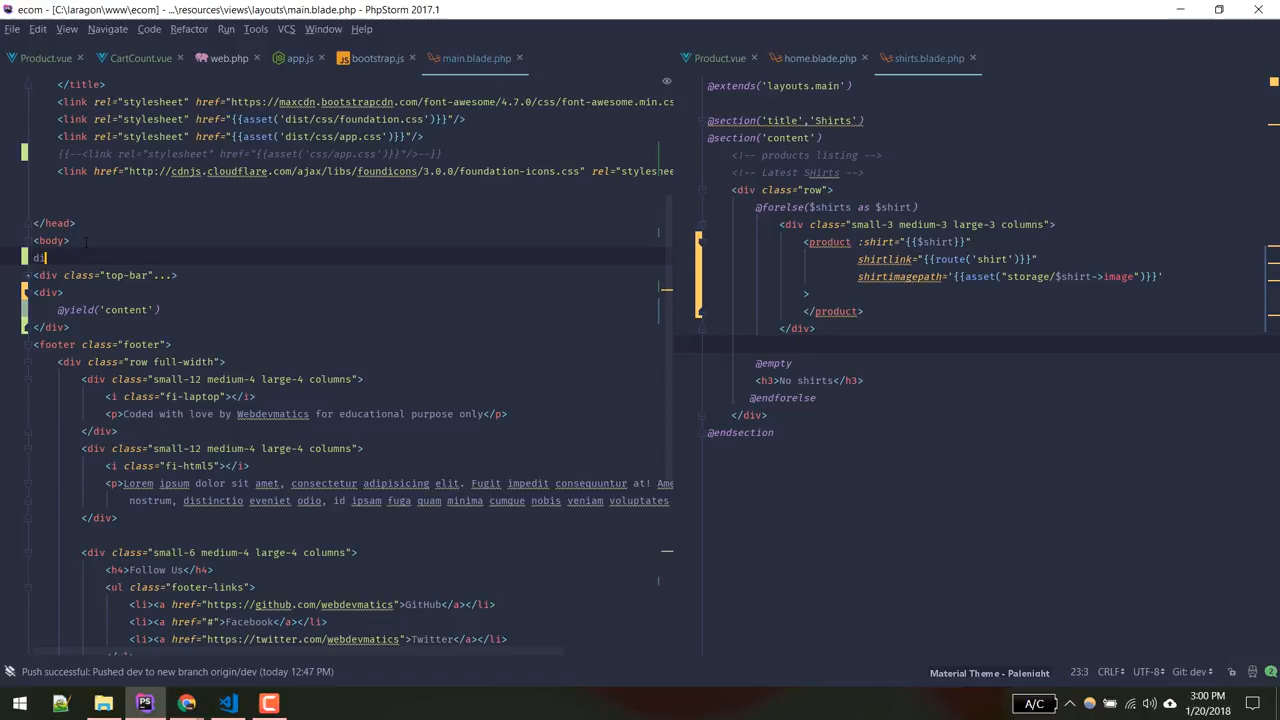 ecom - [C:\laragon\www\ecom] - ...\resources\views\layouts\main.blade.php - PhpStorm 2017.1
File Edit View Navigate Code Refactor Run Tools VCS Window Help
Product.vue CartCount.vue web.php app.js bootstrap.js main.blade.php
</title>
<link rel="stylesheet" href="https://maxcdn.bootstrapcdn.com/font-awesome/4.7.0/css/font-awesome.min.cs
<link rel="stylesheet" href="{{asset('dist/css/foundation.css')}}"/>
<link rel="stylesheet" href="{{asset('dist/css/app.css')}}"/>
{{--<link rel="stylesheet" href="{{asset('css/app.css')}}"/>--}}
<link href="http://cdnjs.cloudflare.com/ajax/libs/foundicons/3.0.0/foundation-icons.css" rel="styleshee
</head>
<body>
di
<div class="top-bar"...>
<div>
@yield('content')
</div>
<footer class="footer">
<div class="row full-width">
<div class="small-12 medium-4 large-4 columns">
<i class="fi-laptop"></i>
<p>Coded with love by Webdevmatics for educational purpose only</p>
</div>
<div class="small-12 medium-4 large-4 columns">
<i class="fi-html5"></i>
<p>Lorem ipsum dolor sit amet, consectetur adipisicing elit. Fugit impedit consequuntur at! Ame
nostrum, distinctio eveniet odio, id ipsam fuga quam minima cumque nobis veniam voluptates
</div>
<div class="small-6 medium-4 large-4 columns">
<h4>Follow Us</h4>
<ul class="footer-links">
<li><a href="https://github.com/webdevmatics">GitHub</a></li>
<li><a href="#">Facebook</a></li>
<li><a href="https://twitter.com/webdevmatics">Twitter</a></li>
Product.vue home.blade.php shirts.blade.php
@extends('layouts.main')
@section('title','Shirts')
@section('content')
<!-- products listing -->
<!-- Latest SHirts -->
<div class="row">
@forelse($shirts as $shirt)
<div class="small-3 medium-3 large-3 columns">
<product :shirt="{{$shirt}}"
shirtlink="{{route('shirt')}}"
shirtimagepath='{{asset("storage/$shirt->image")}}'
>
</product>
</div>
@empty
<h3>No shirts</h3>
@endforelse
</div>
@endsection
Push successful: Pushed dev to new branch origin/dev (today 12:47 PM)
Material Theme - Palenight 23:3 CRLF UTF-8 Git: dev 2
PS A/C 3:00 PM
1/20/2018